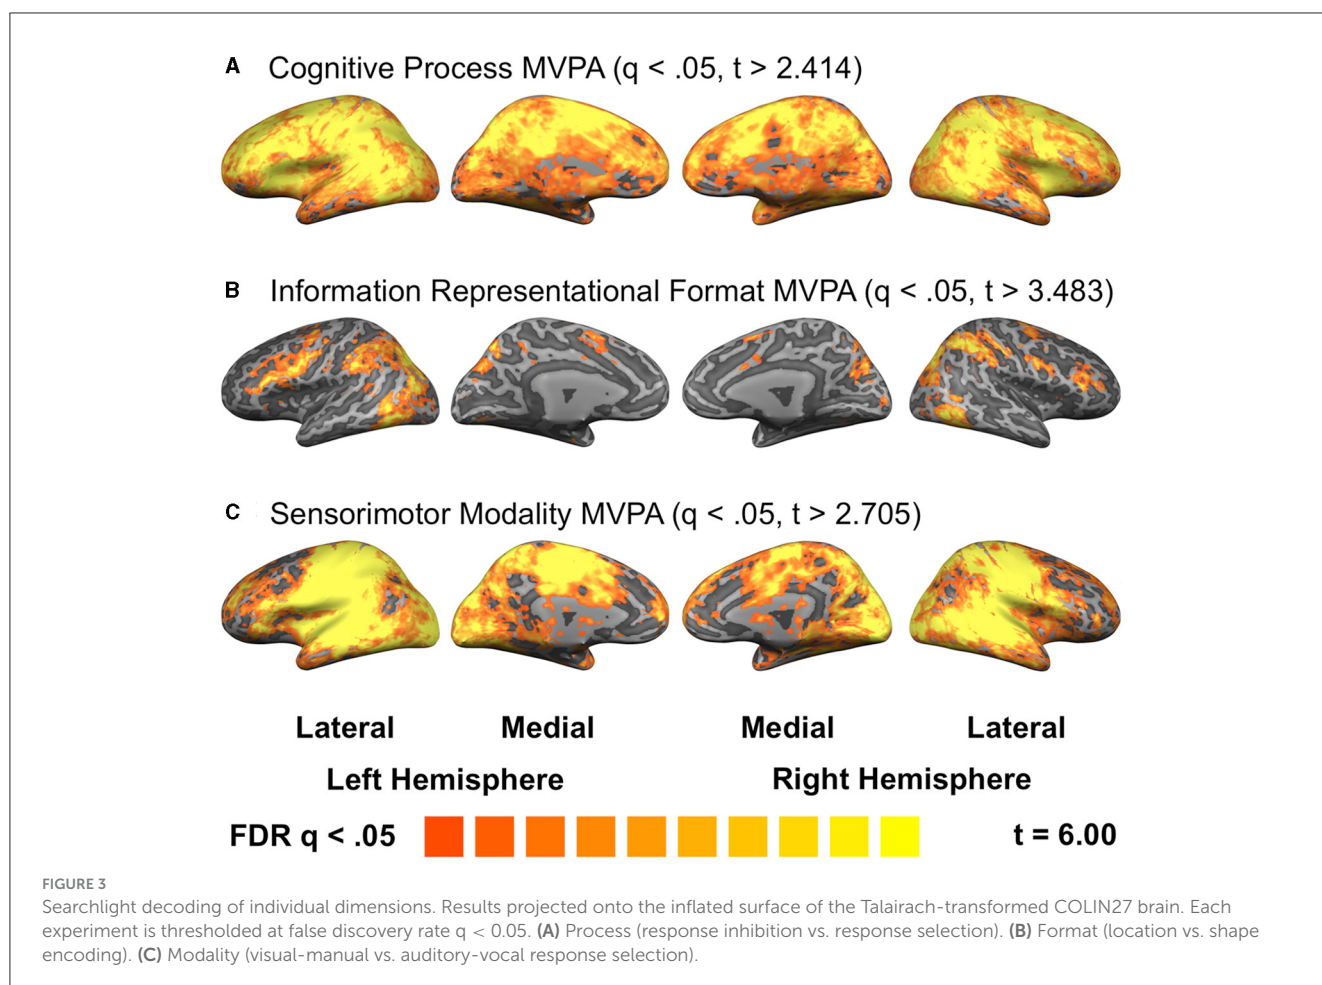 A Cognitive Process MVPA (q < .05, t > 2.414)
B Information Representational Format MVPA (q < .05, t > 3.483)
C Sensorimotor Modality MVPA (q < .05, t > 2.705)
Lateral Medial Medial Lateral
Left Hemisphere Right Hemisphere
FDR q < .05 t = 6.00
FIGURE 3
Searchlight decoding of individual dimensions. Results projected onto the inflated surface of the Talairach-transformed COLIN27 brain. Each
experiment is thresholded at false discovery rate q < 0.05. (A) Process (response inhibition vs. response selection). (B) Format (location vs. shape
encoding). (C) Modality (visual-manual vs. auditory-vocal response selection).